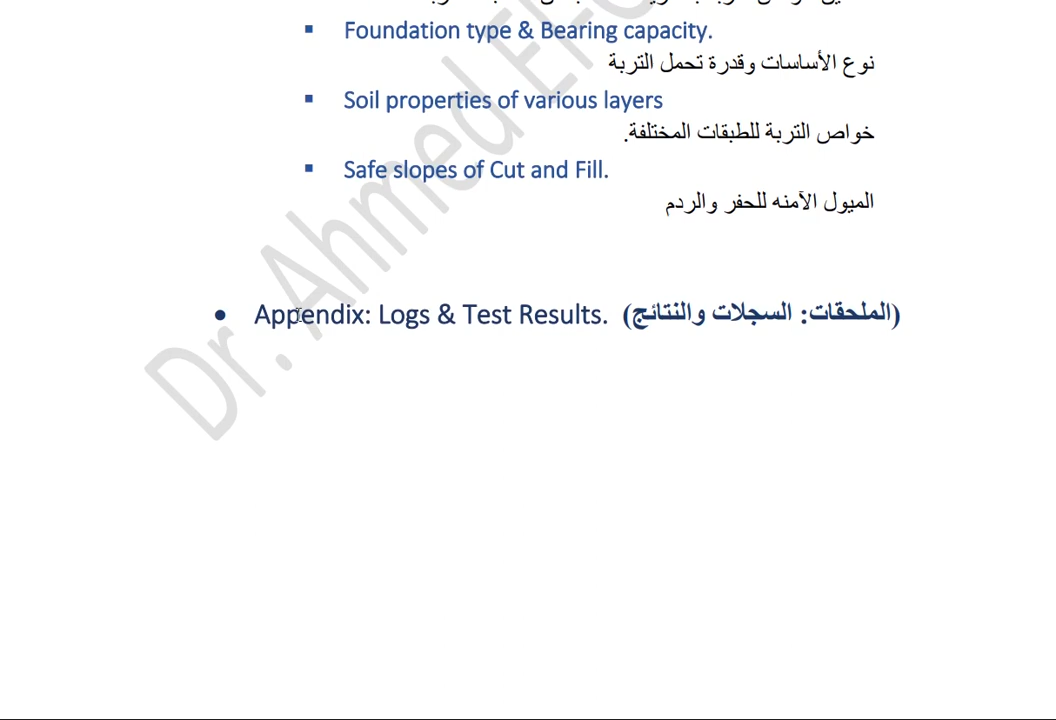 ▪ Foundation type & Bearing capacity.
نوع الأساسات وقدرة تحمل التربة
▪ Soil properties of various layers
خواص التربة للطبقات المختلفة.
▪ Safe slopes of Cut and Fill.
الميول الآمنه للحفر والردم
• Appendix: Logs & Test Results. (الملحقات: السجلات والنتائج)
Dr. Ahmed